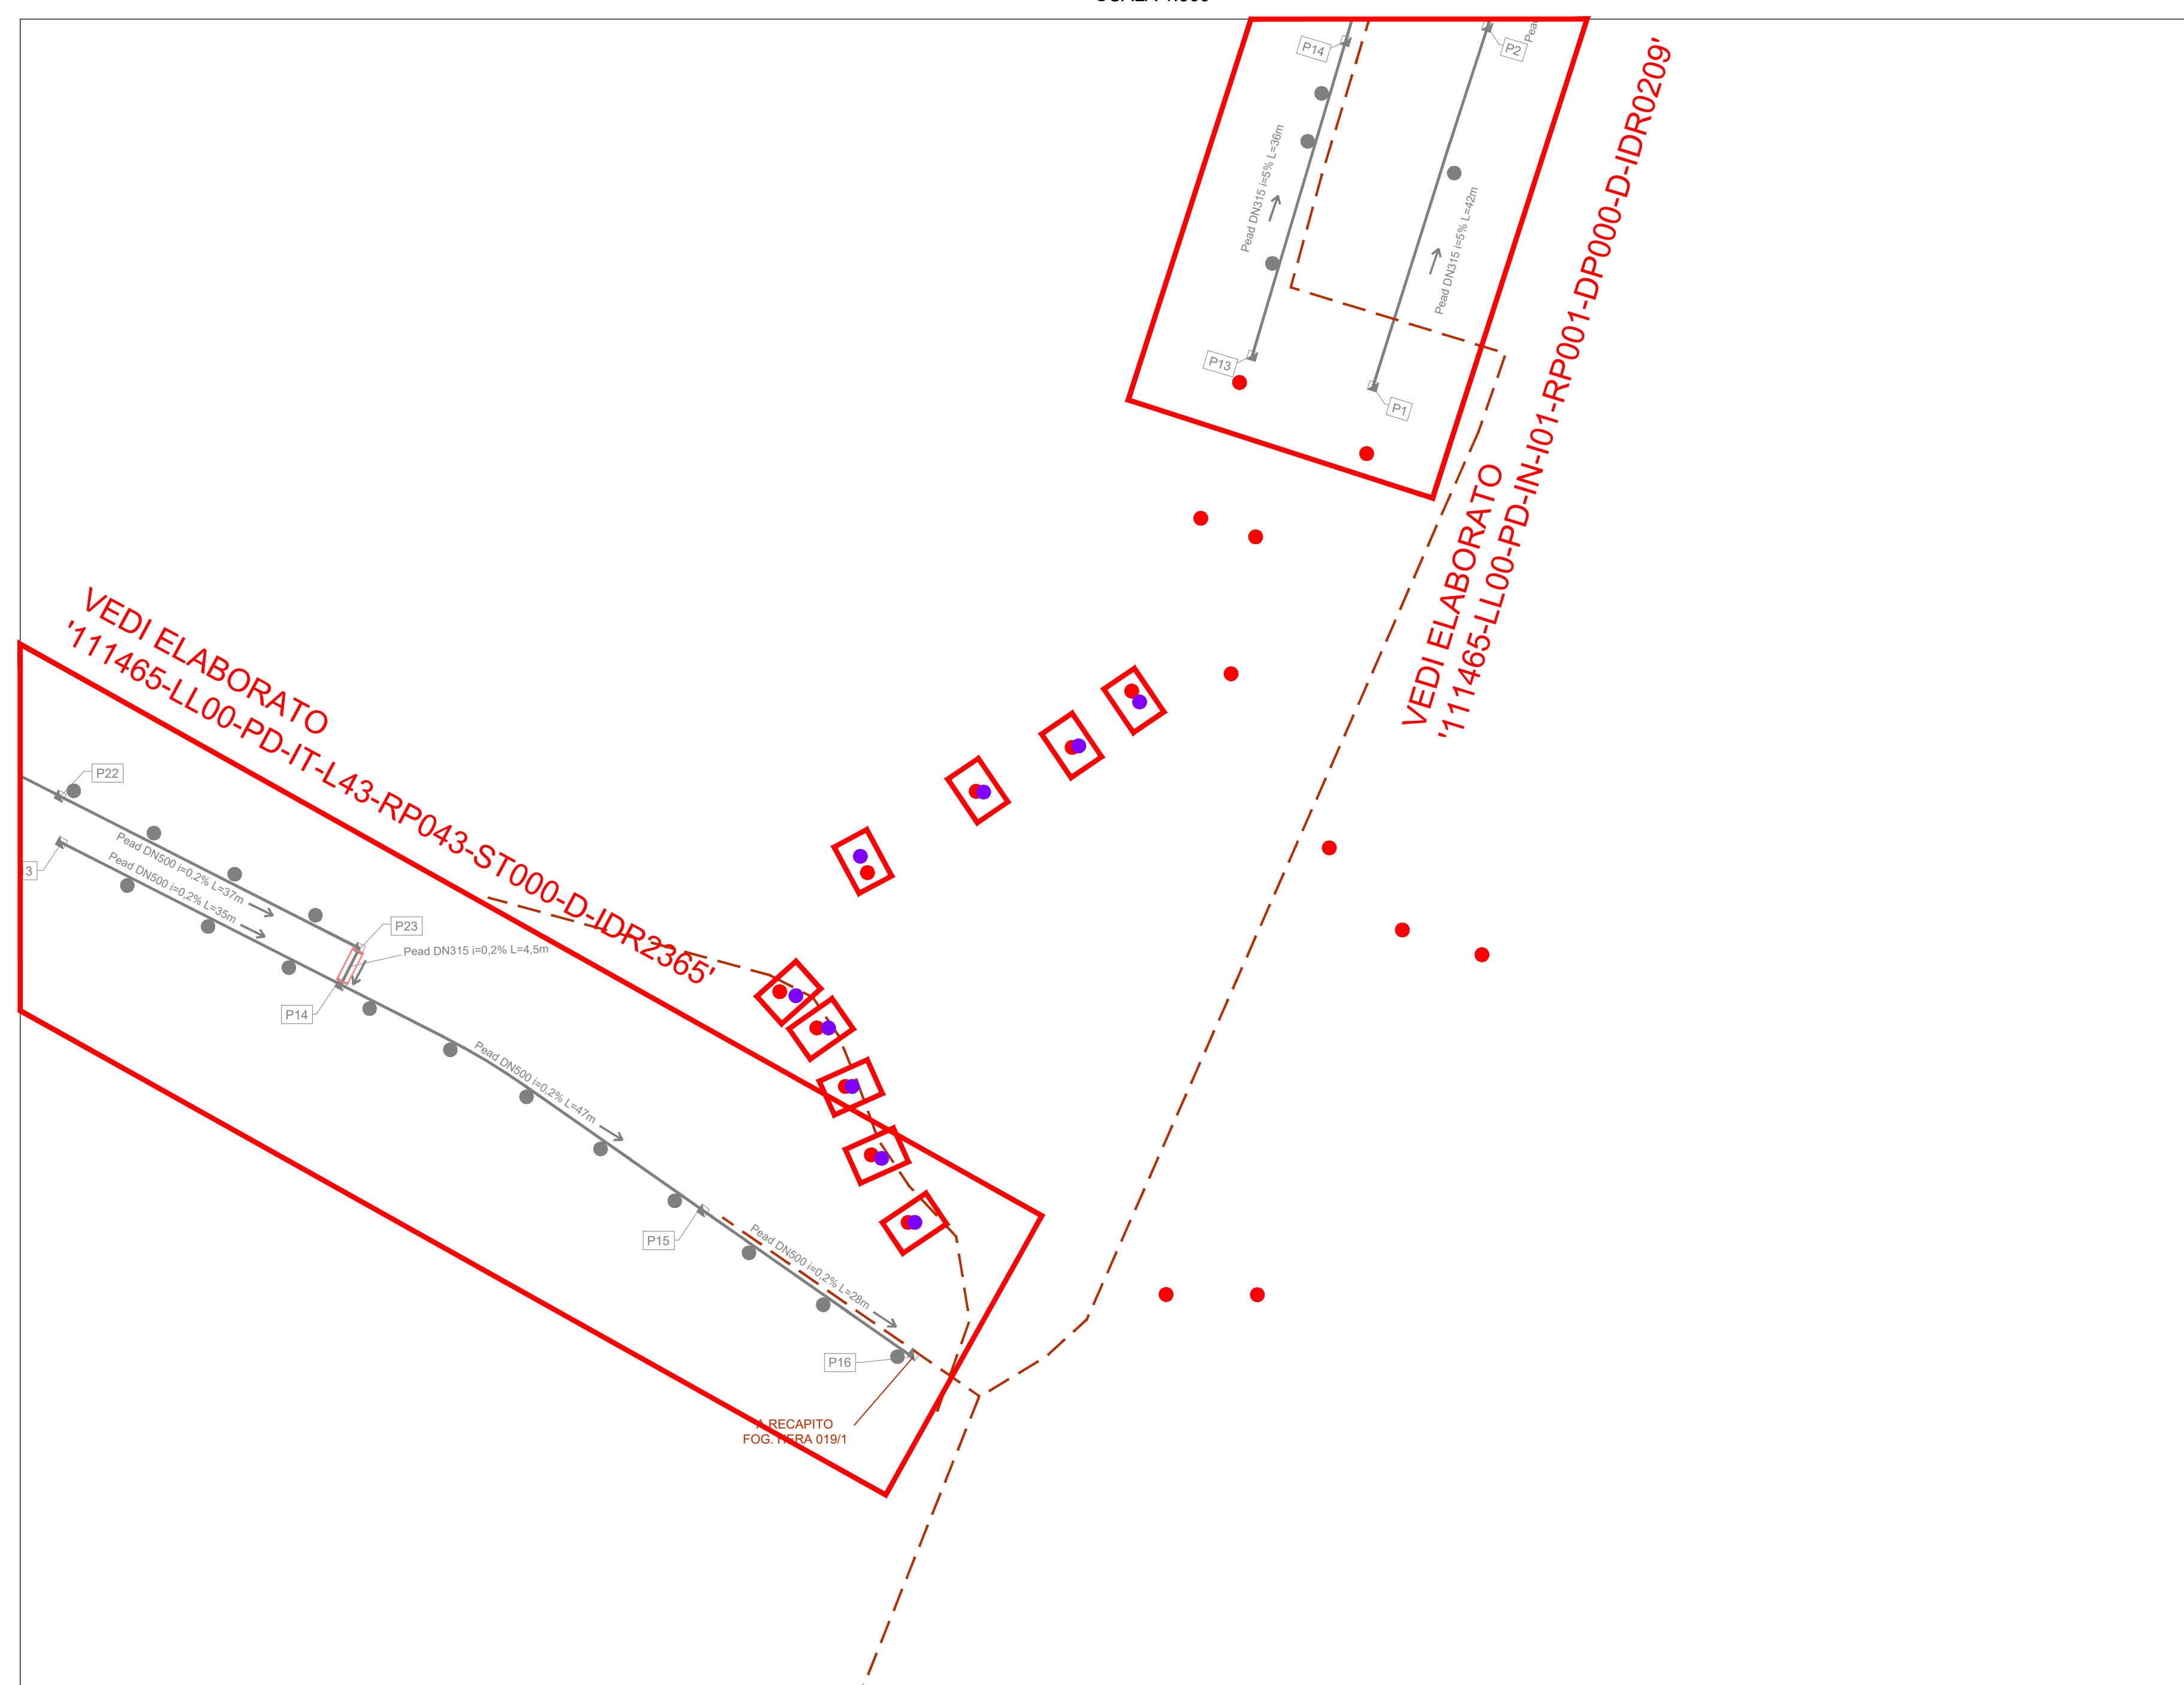 P14
P2
Pead DN315 i=5% L=36m
Pead DN315 i=5% L=42m
P13
P1
VEDI ELABORATO
'111465-LL00-PD-IN-I01-RP001-DP000-D-IDR0209'
VEDI ELABORATO
'111465-LL00-PD-IT-L43-RP043-ST000-D-IDR2365'
P22
Pead DN500 i=0,2% L=37m
Pead DN500 i=0,2% L=35m
3
P23
Pead DN315 i=0,2% L=4,5m
P14
Pead DN500 i=0,2% L=47m
P15
Pead DN500 i=0,2% L=28m
P16
A RECAPITO
FOG. HERA 019/1